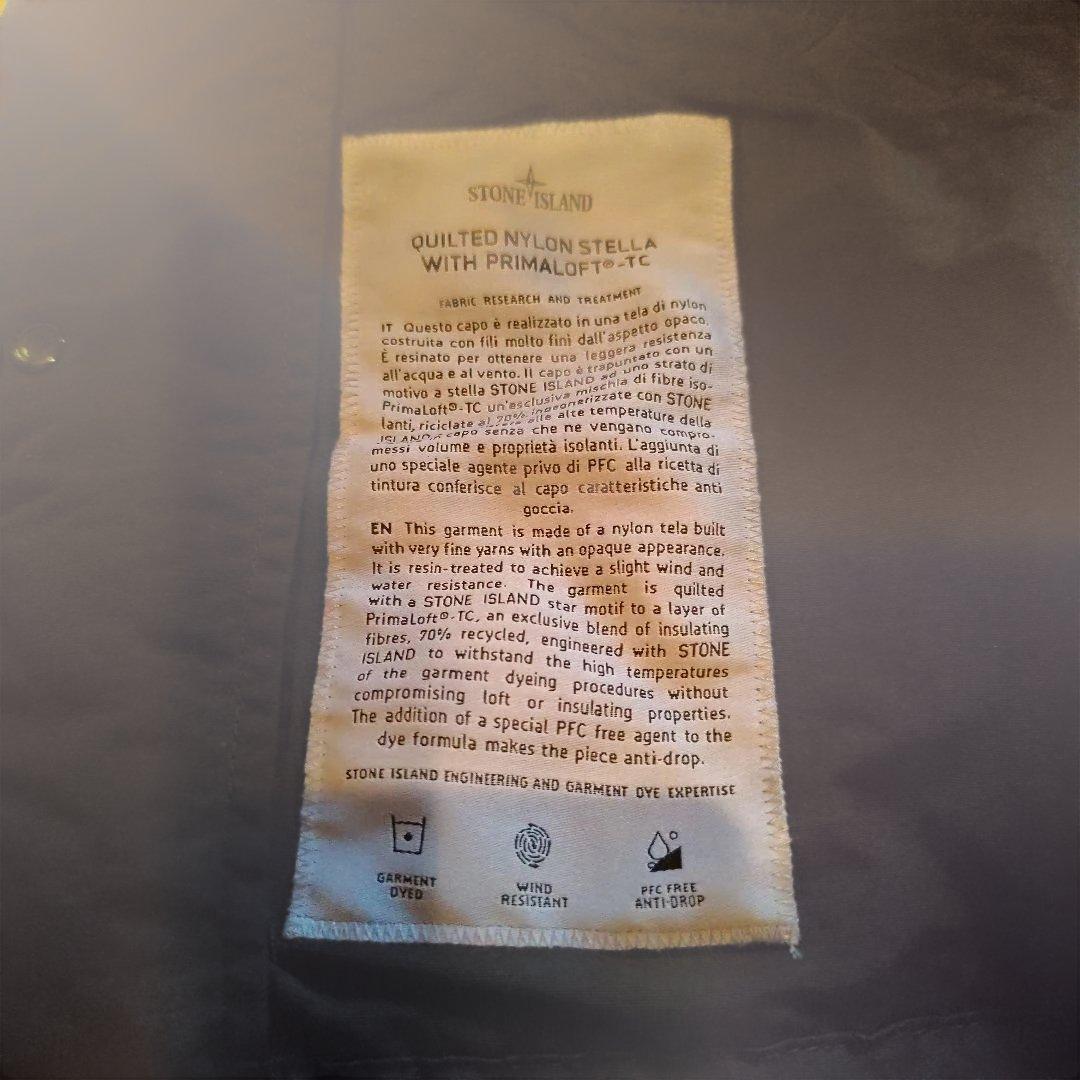 STONE ISLAND
QUILTED NYLON STELLA
WITH PRIMALOFT®-TC
FABRIC RESEARCH AND TREATMENT
IT Questo capo è realizzato in una tela di nylon
costruita con fili molto fini dall'aspetto opaco.
È resinato per ottenere una leggera resistenza
all'acqua e al vento. Il capo è trapuntato con un
motivo a stella STONE ISLAND ad uno strato di
PrimaLoft®-TC un'esclusiva mischia di fibre iso-
lanti, riciclate al 70% ingegnerizzate con STONE
ISLAND capo senza alle alte temperature della
che ne vengano compro-
messi volume e proprietà isolanti. L'aggiunta di
uno speciale agente privo di PFC alla ricetta di
tintura conferisce al capo caratteristiche anti
goccia.
EN This garment is made of a nylon tela built
with very fine yarns with an opaque appearance.
It is resin-treated to achieve a slight wind and
water resistance. The garment is quilted
with a STONE ISLAND star motif to a layer of
PrimaLoft®-TC, an exclusive blend of insulating
fibres, 70% recycled, engineered with STONE
ISLAND to withstand the high temperatures
of the garment dyeing procedures without
compromising loft or insulating properties.
The addition of a special PFC free agent to the
dye formula makes the piece anti-drop.
STONE ISLAND ENGINEERING AND GARMENT DYE EXPERTISE
GARMENT
DYED
WIND
RESISTANT
PFC FREE
ANTI-DROP